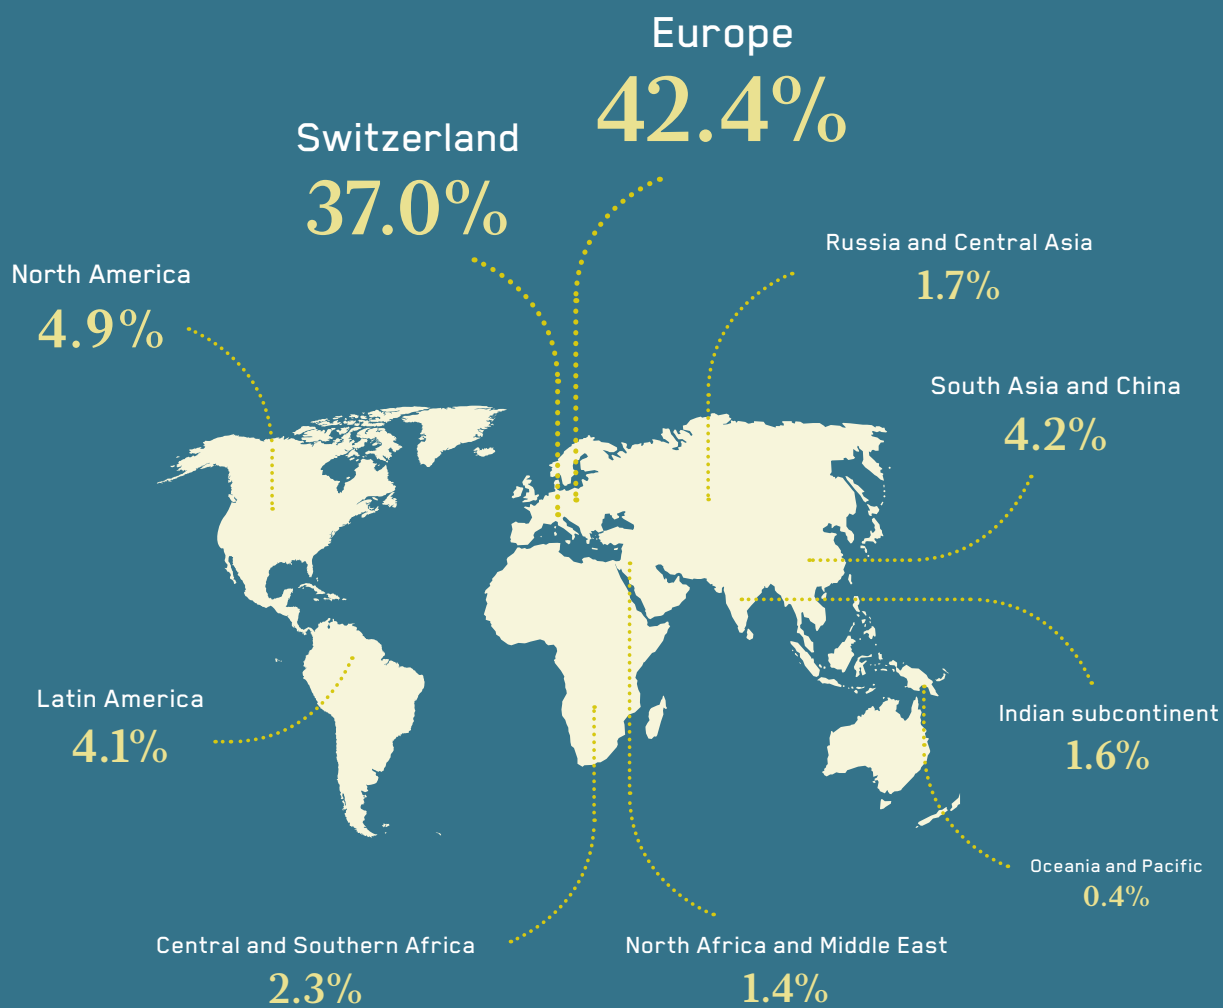 Europe
42.4%
Switzerland
37.0%
Russia and Central Asia
1.7%
North America
4.9%
South Asia and China
4.2%
Latin America
4.1%
Indian subcontinent
1.6%
Oceania and Pacific
0.4%
Central and Southern Africa
2.3%
North Africa and Middle East
1.4%